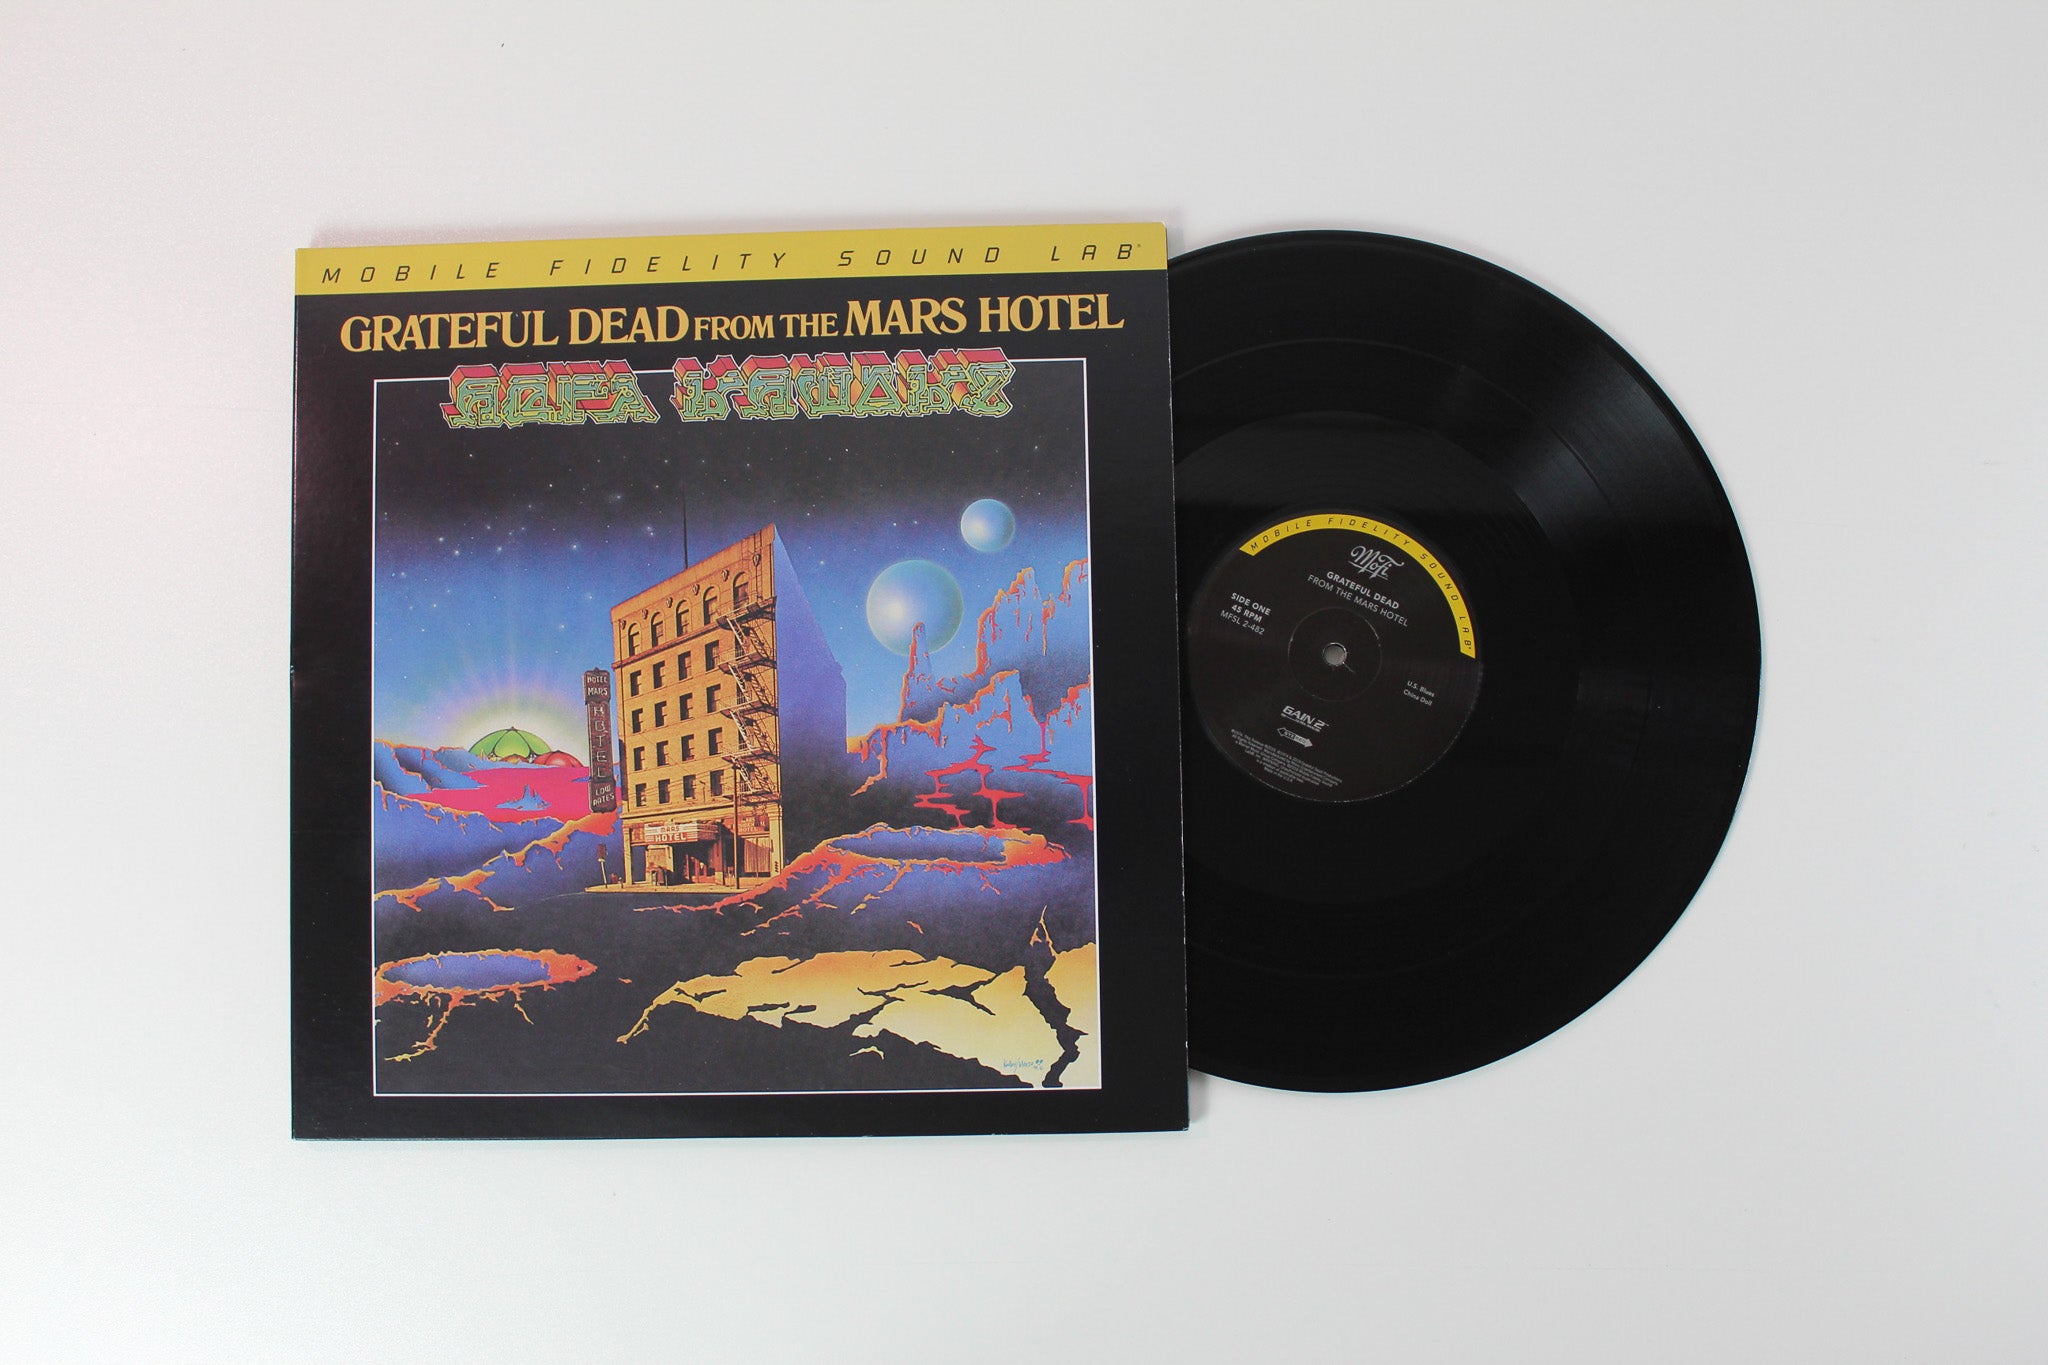 MOBILE FIDELITY SOUND LAB
GRATEFUL DEAD FROM THE MARS HOTEL
HOTEL
MARS
HOTEL
LOW
RATES
MARS
HOTEL
MOBILE FIDELITY SOUND LAB
MoFi
GRATEFUL DEAD
FROM THE MARS HOTEL
SIDE ONE
45 RPM
MFSL 2-482
U.S. Blues
China Doll
GAIN 2™